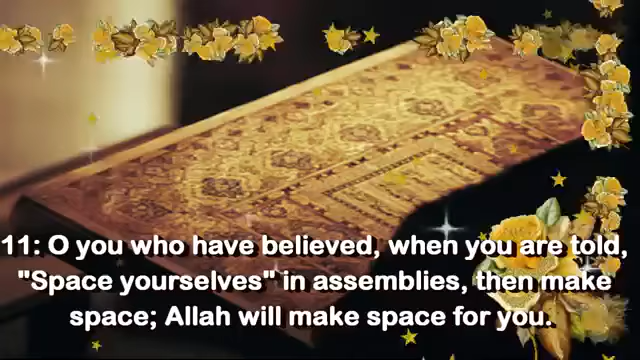 11: O you who have believed, when you are told,
"Space yourselves" in assemblies, then make
space; Allah will make space for you.